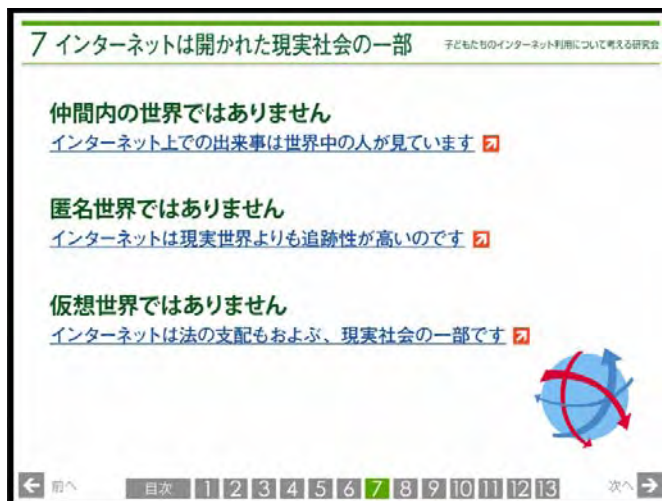 7 インターネットは開かれた現実社会の一部
子どもたちのインターネット利用について考える研究会
仲間内の世界ではありません
インターネット上での出来事は世界中の人が見ています
匿名世界ではありません
インターネットは現実世界よりも追跡性が高いのです
仮想世界ではありません
インターネットは法の支配もおよぶ、現実社会の一部です
前へ 目次 1 2 3 4 5 6 7 8 9 10 11 12 13 次へ